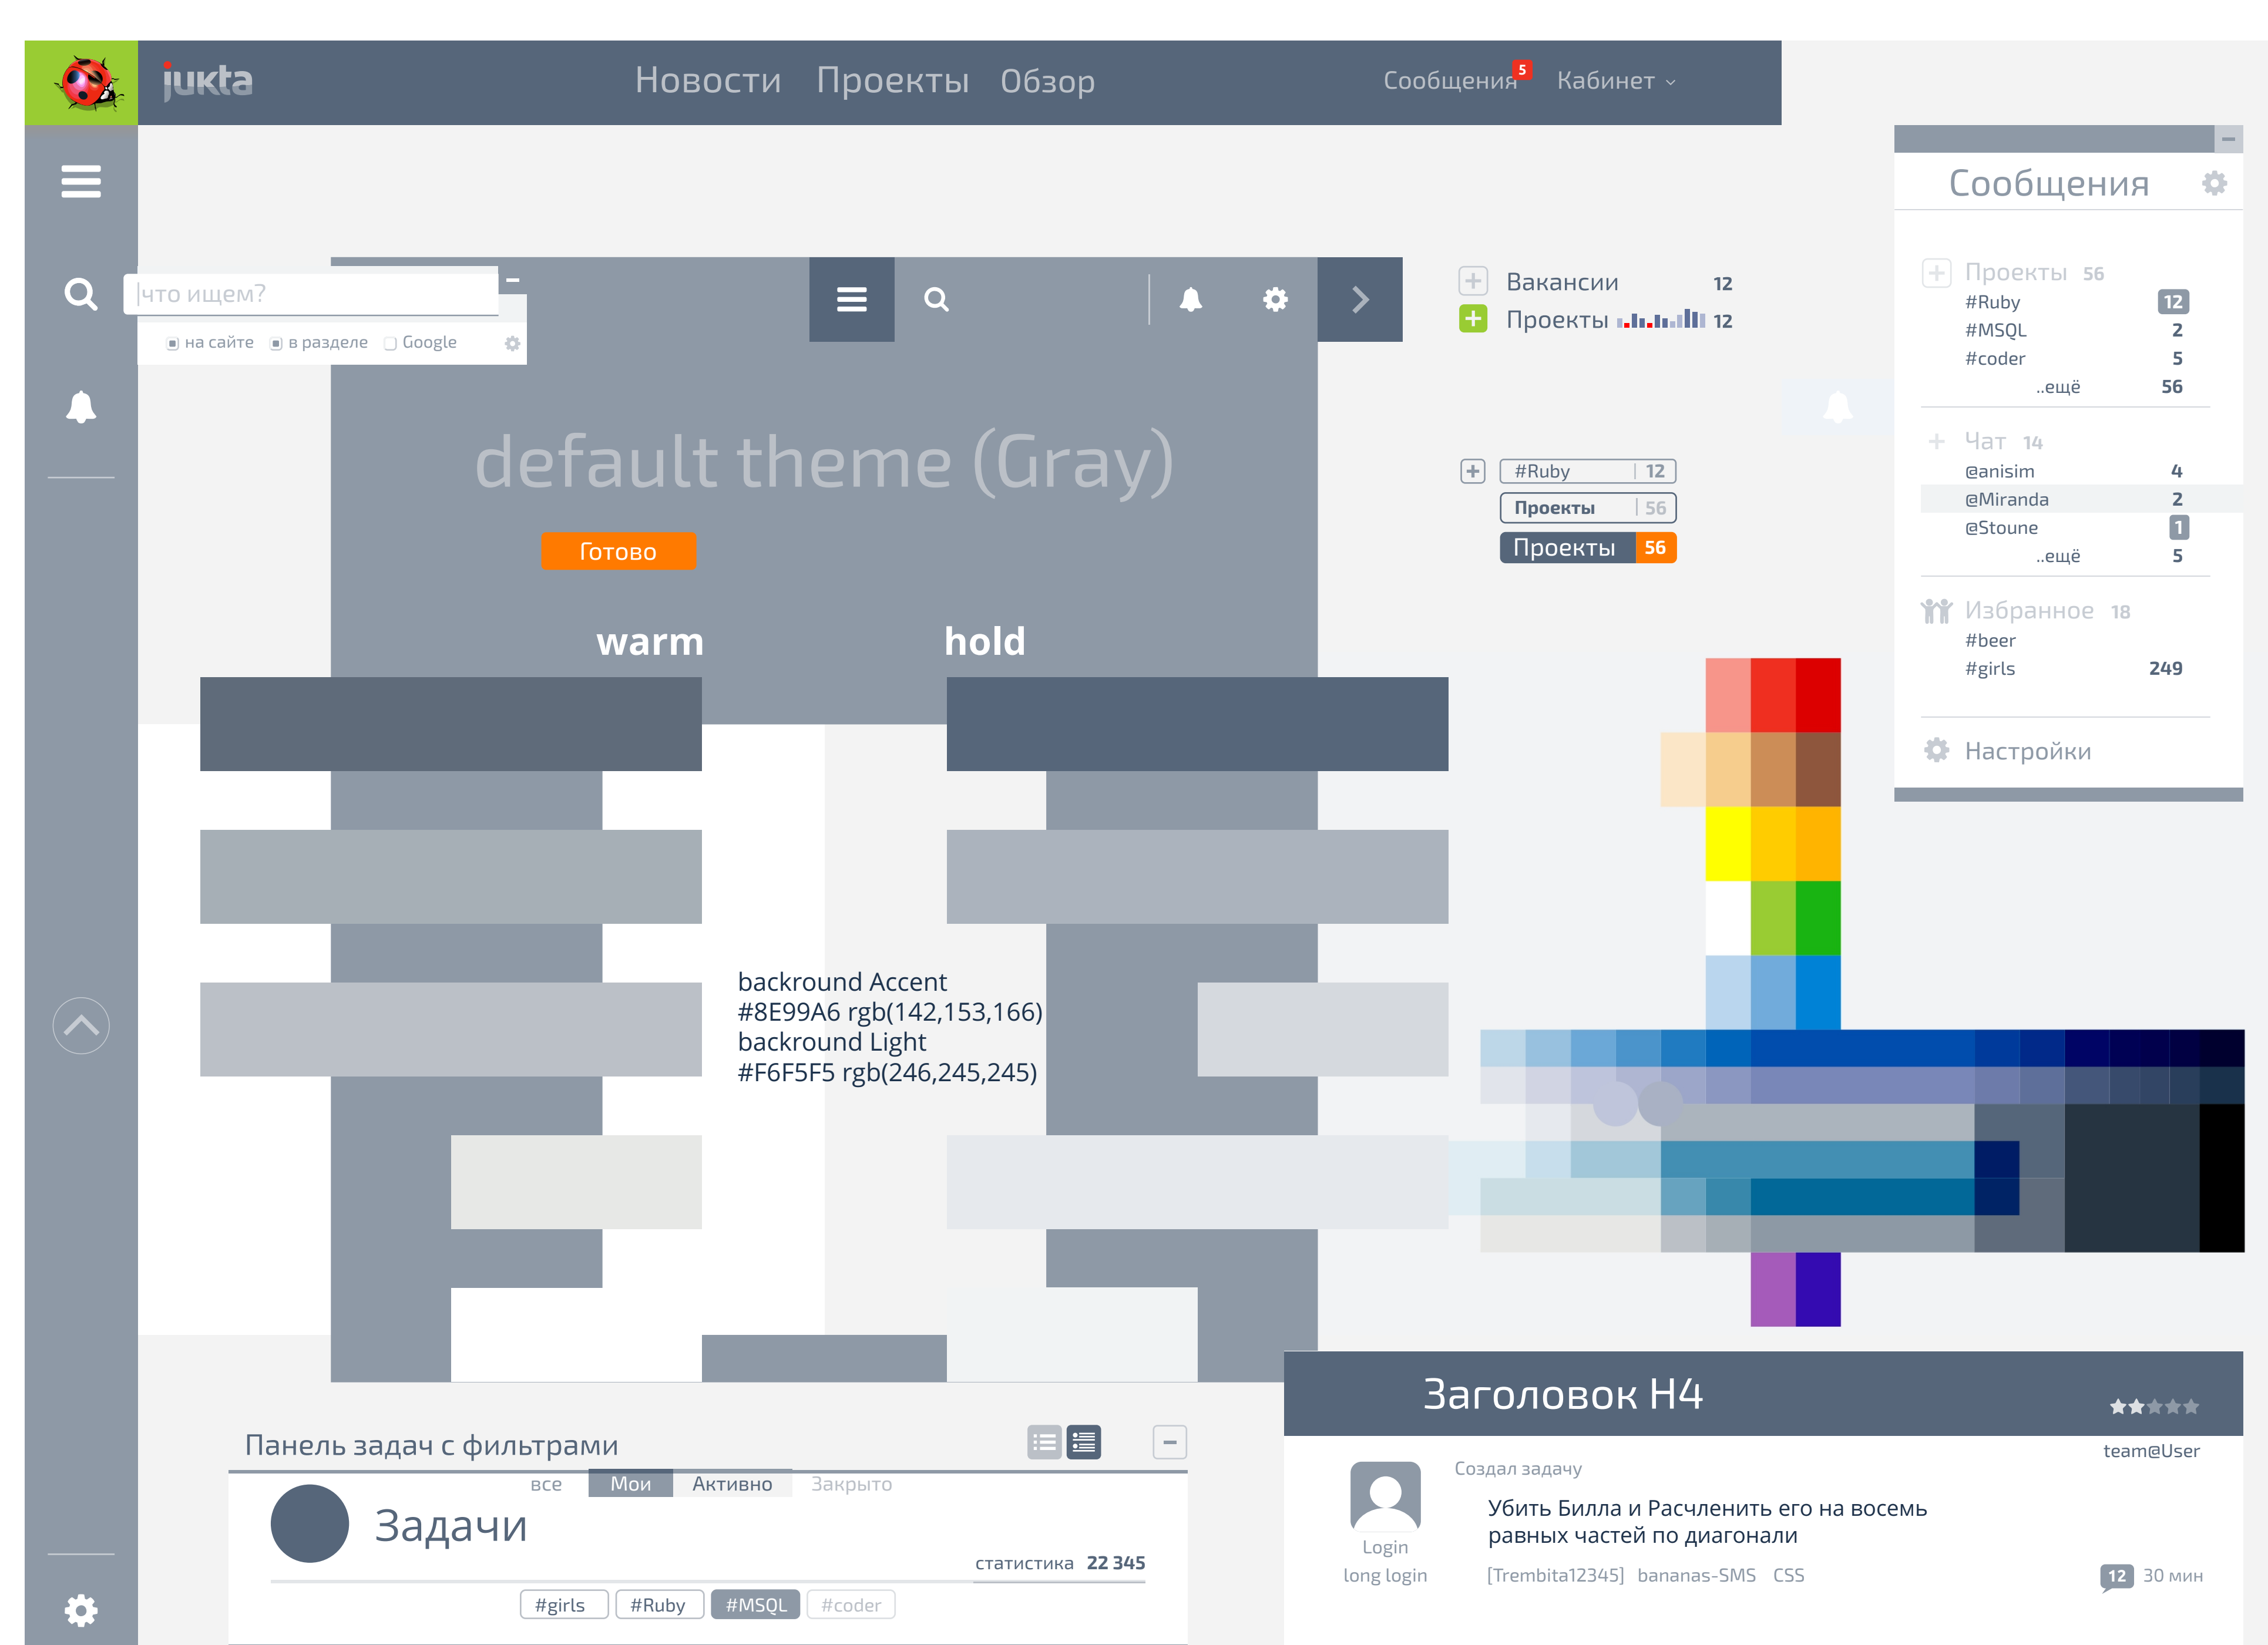 jukta
Новости Проекты Обзор
Сообщения 5 Кабинет
что ищем?
на сайте в разделе Google
default theme (Gray)
Готово
warm hold
backround Accent
#8E99A6 rgb(142,153,166)
backround Light
#F6F5F5 rgb(246,245,245)
Вакансии 12
Проекты 12
#Ruby 12
Проекты 56
Проекты 56
Сообщения
Проекты 56
#Ruby 12
#MSQL 2
#coder 5
..ещё 56
Чат 14
@anisim 4
@Miranda 2
@Stoune 1
..ещё 5
Избранное 18
#beer
#girls 249
Настройки
Панель задач с фильтрами
все Мои Активно Закрыто
Задачи
статистика 22 345
#girls #Ruby #MSQL #coder
Заголовок H4
team@User
Создал задачу
Убить Билла и Расчленить его на восемь
равных частей по диагонали
Login
long login
[Trembita12345] bananas-SMS CSS
12 30 мин